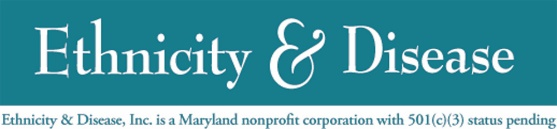 Ethnicity & Disease
Ethnicity & Disease, Inc. is a Maryland nonprofit corporation with 501(c)(3) status pending